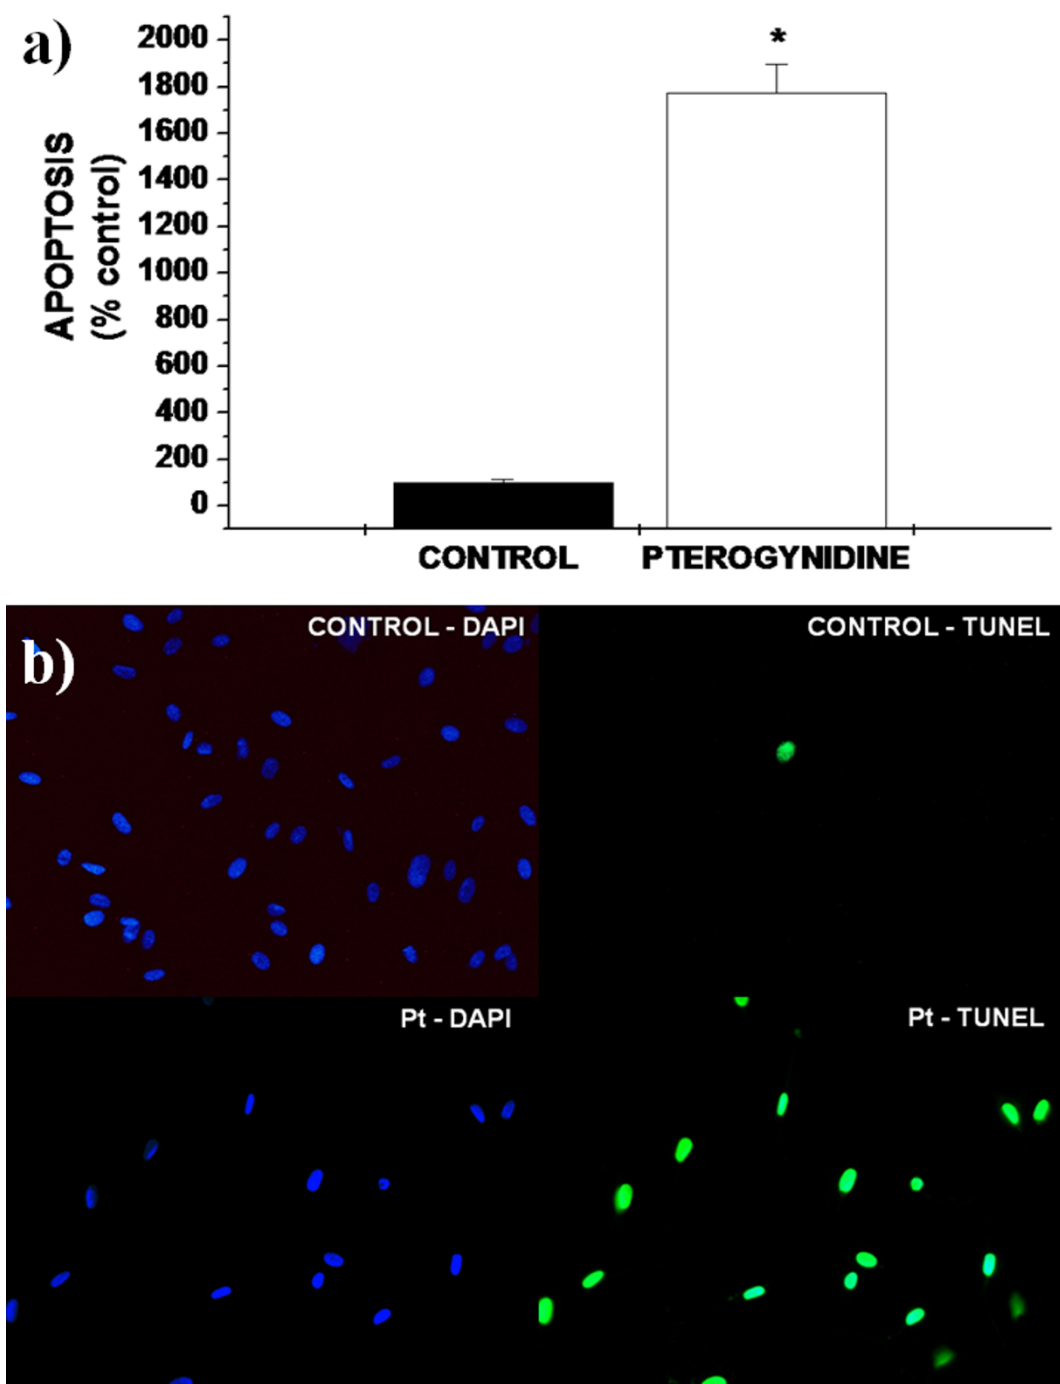 a)
*
2000
1800
1600
1400
1200
1000
800
600
400
200
0
APOPTOSIS
(% control)
CONTROL PTEROGYNIDINE
b)
CONTROL - DAPI
CONTROL - TUNEL
Pt - DAPI
Pt - TUNEL